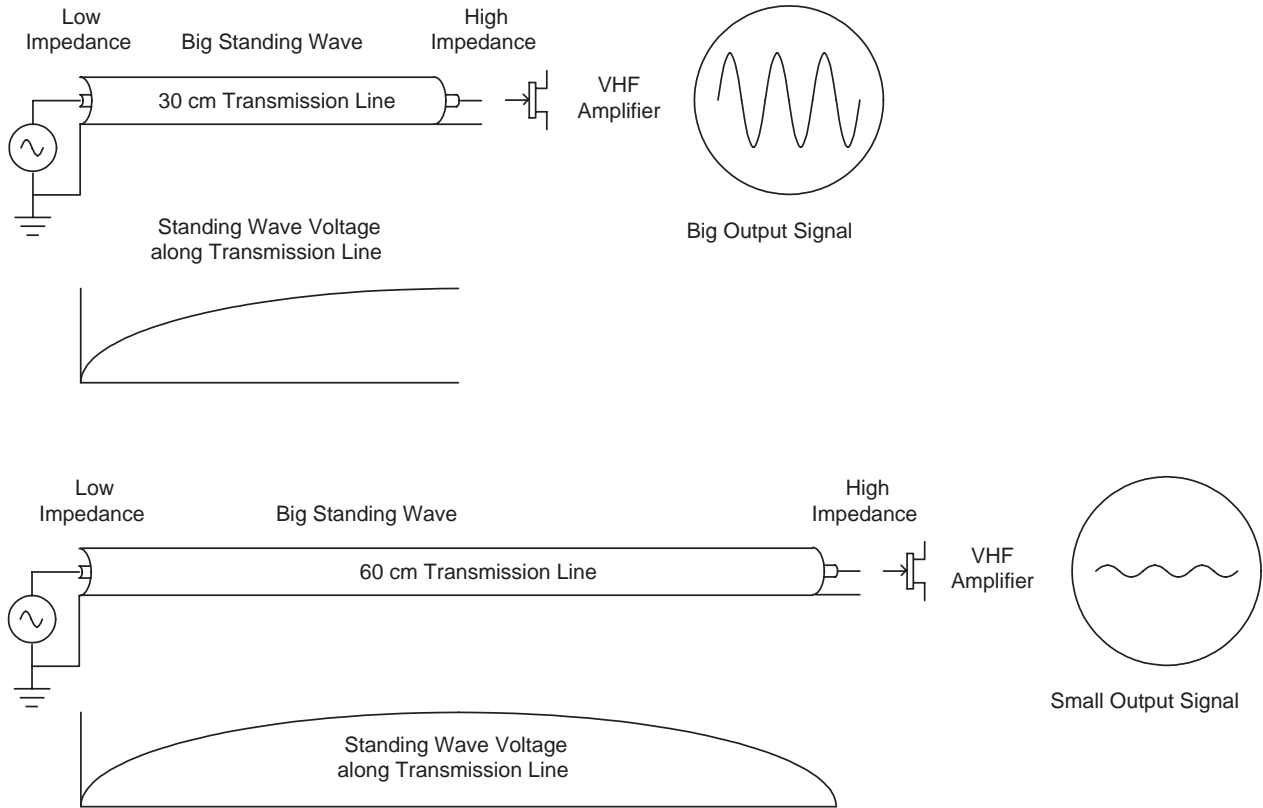 Low
Impedance
Big Standing Wave
High
Impedance
30 cm Transmission Line
VHF
Amplifier
Standing Wave Voltage
along Transmission Line
Big Output Signal
Low
Impedance
Big Standing Wave
High
Impedance
60 cm Transmission Line
VHF
Amplifier
Small Output Signal
Standing Wave Voltage
along Transmission Line